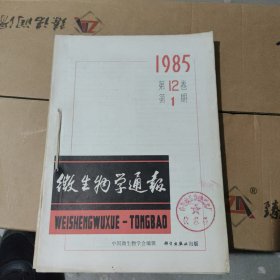 1985
第12卷
第1期
微生物学通报
WEISHENGWUXUE-TONGBAO
中国微生物学会编辑 科学出版社出版